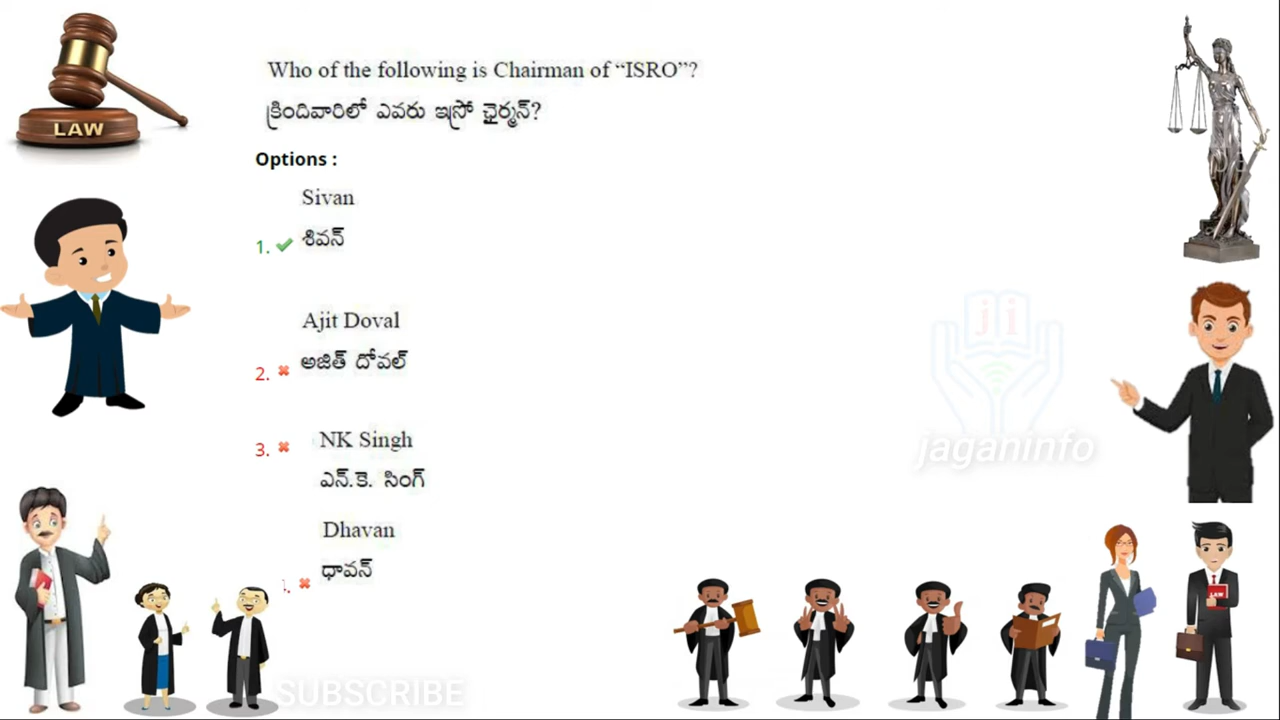 LAW
Who of the following is Chairman of “ISRO”?
క్రిందివారిలో ఎవరు ఇస్రో ఛైర్మన్?
Options :
Sivan
1. శివన్
Ajit Doval
2. అజిత్ దోవల్
3. NK Singh
ఎన్.కె. సింగ్
Dhavan
ధావన్
ji
jaganinfo
LAW
SUBSCRIBE